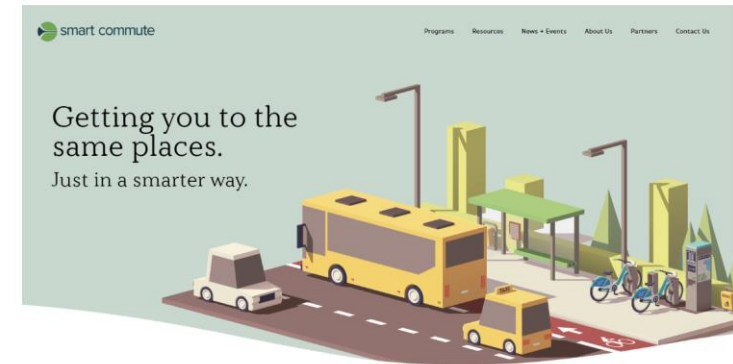 smart commute
Programs Resources News + Events About Us Partners Contact Us
Getting you to the
same places.
Just in a smarter way.